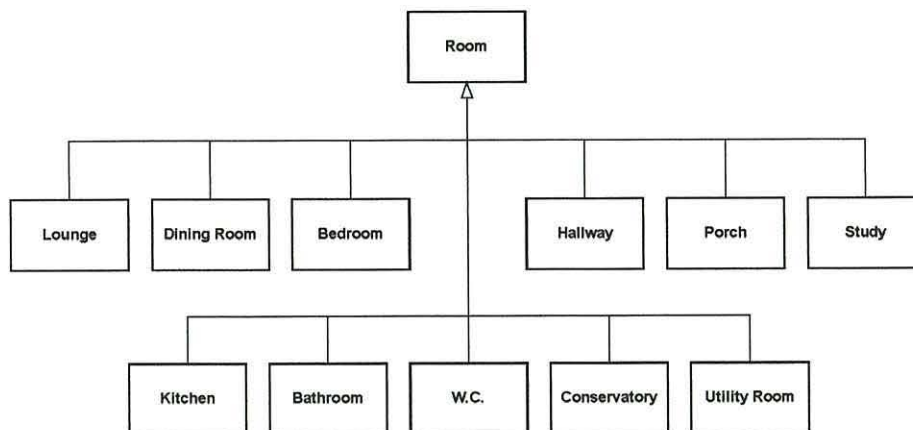 Room
Lounge
Dining Room
Bedroom
Hallway
Porch
Study
Kitchen
Bathroom
W.C.
Conservatory
Utility Room